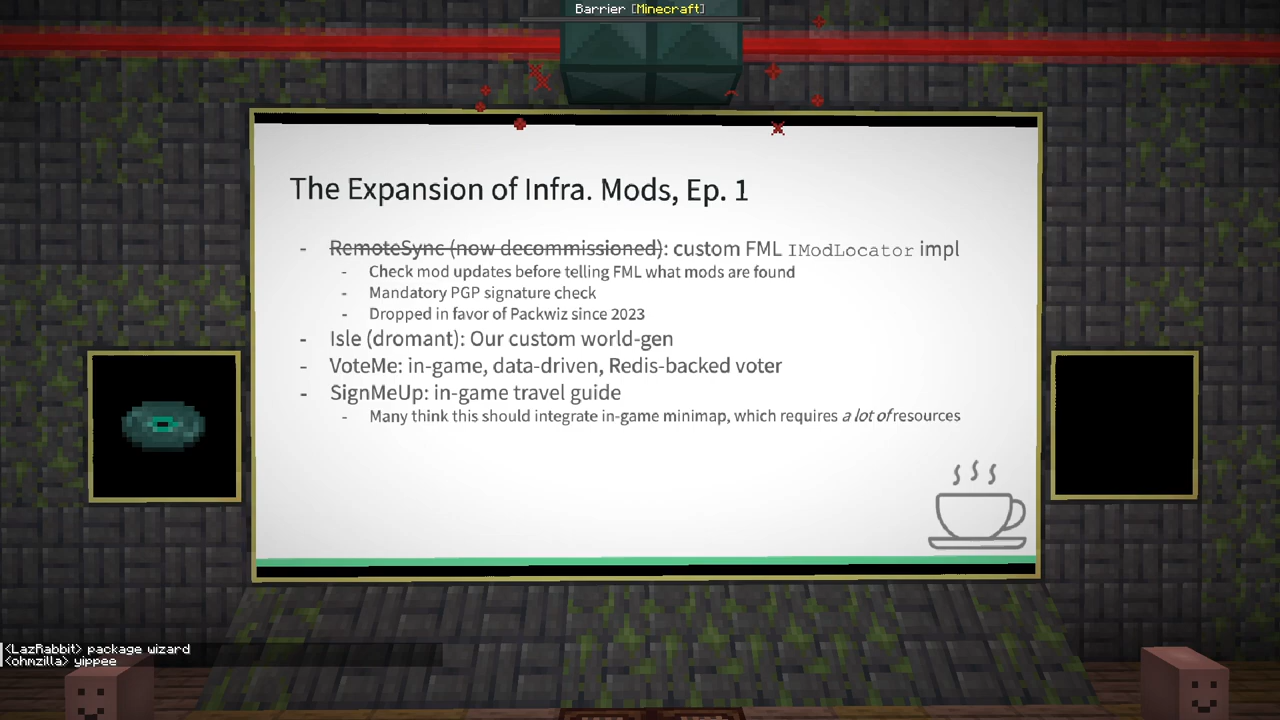 Barrier [Minecraft]
The Expansion of Infra. Mods, Ep. 1
- RemoteSync (now decommissioned): custom FML IModLocator impl
- Check mod updates before telling FML what mods are found
- Mandatory PGP signature check
- Dropped in favor of Packwiz since 2023
- Isle (dromant): Our custom world-gen
- VoteMe: in-game, data-driven, Redis-backed voter
- SignMeUp: in-game travel guide
- Many think this should integrate in-game minimap, which requires a lot of resources
<LazRabbit> package wizard
<ohmzilla> yippee